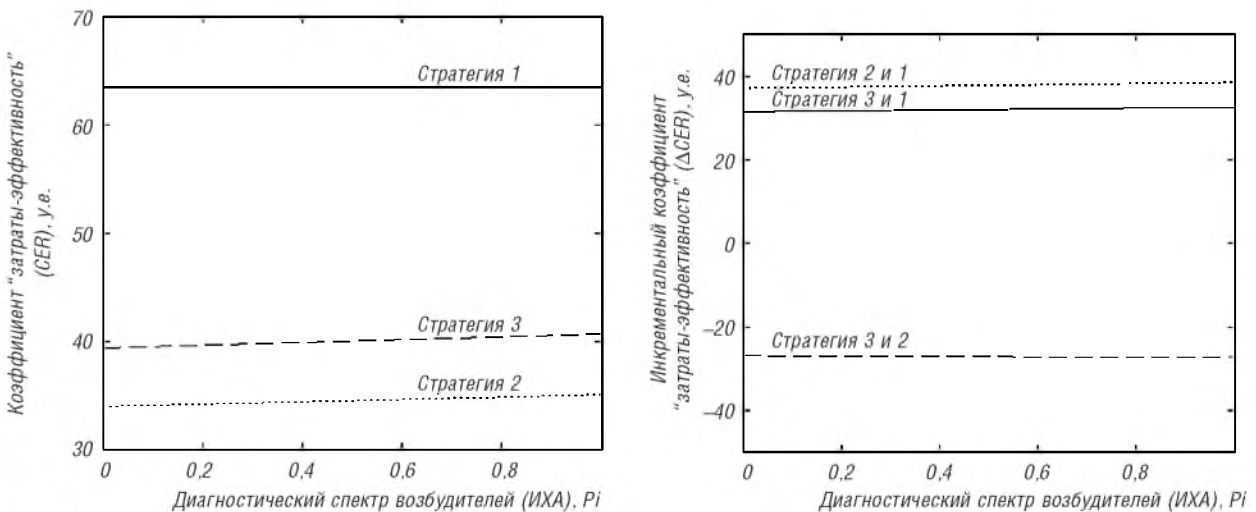 Коэффициент “затраты-эффективность”
(CER), у.е.
70
60
50
40
30
Стратегия 1
Стратегия 3
Стратегия 2
0
0,2
0,4
0,6
0,8
Диагностический спектр возбудителей (ИХА), Pi
Инкрементальный коэффициент
“затраты-эффективность” (ΔCER), у.е.
40
20
0
–20
–40
Стратегия 2 и 1
Стратегия 3 и 1
Стратегия 3 и 2
0
0,2
0,4
0,6
0,8
Диагностический спектр возбудителей (ИХА), Pi